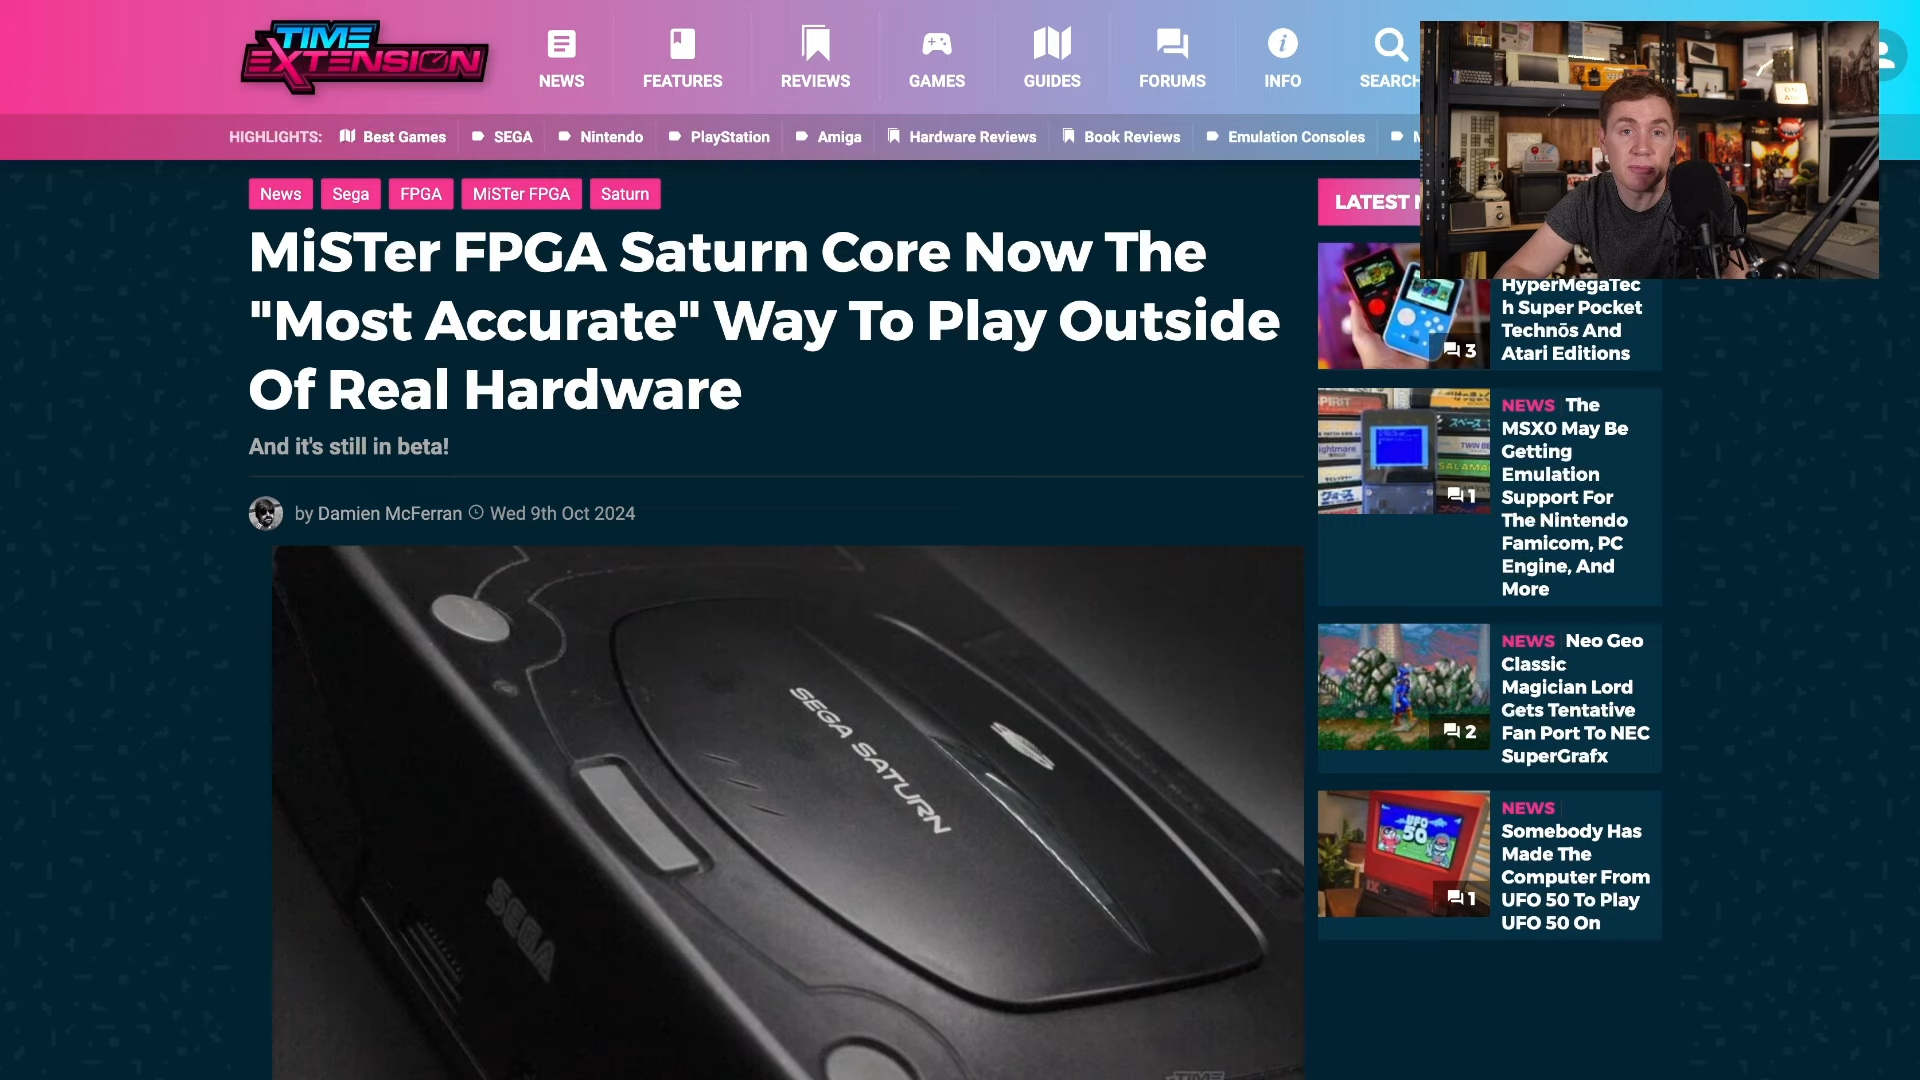 TIME
EXTENSION
NEWS
FEATURES
REVIEWS
GAMES
GUIDES
FORUMS
INFO
SEARCH
HIGHLIGHTS:
Best Games
SEGA
Nintendo
PlayStation
Amiga
Hardware Reviews
Book Reviews
Emulation Consoles
News
Sega
FPGA
MiSTer FPGA
Saturn
MiSTer FPGA Saturn Core Now The
"Most Accurate" Way To Play Outside
Of Real Hardware
And it's still in beta!
by Damien McFerran Wed 9th Oct 2024
SEGA SATURN
SEGA
LATEST
HyperMegaTec
h Super Pocket
Technōs And
Atari Editions
3
NEWS The
MSX0 May Be
Getting
Emulation
Support For
The Nintendo
Famicom, PC
Engine, And
More
1
NEWS Neo Geo
Classic
Magician Lord
Gets Tentative
Fan Port To NEC
SuperGrafx
2
NEWS
Somebody Has
Made The
Computer From
UFO 50 To Play
UFO 50 On
UFO
50
1